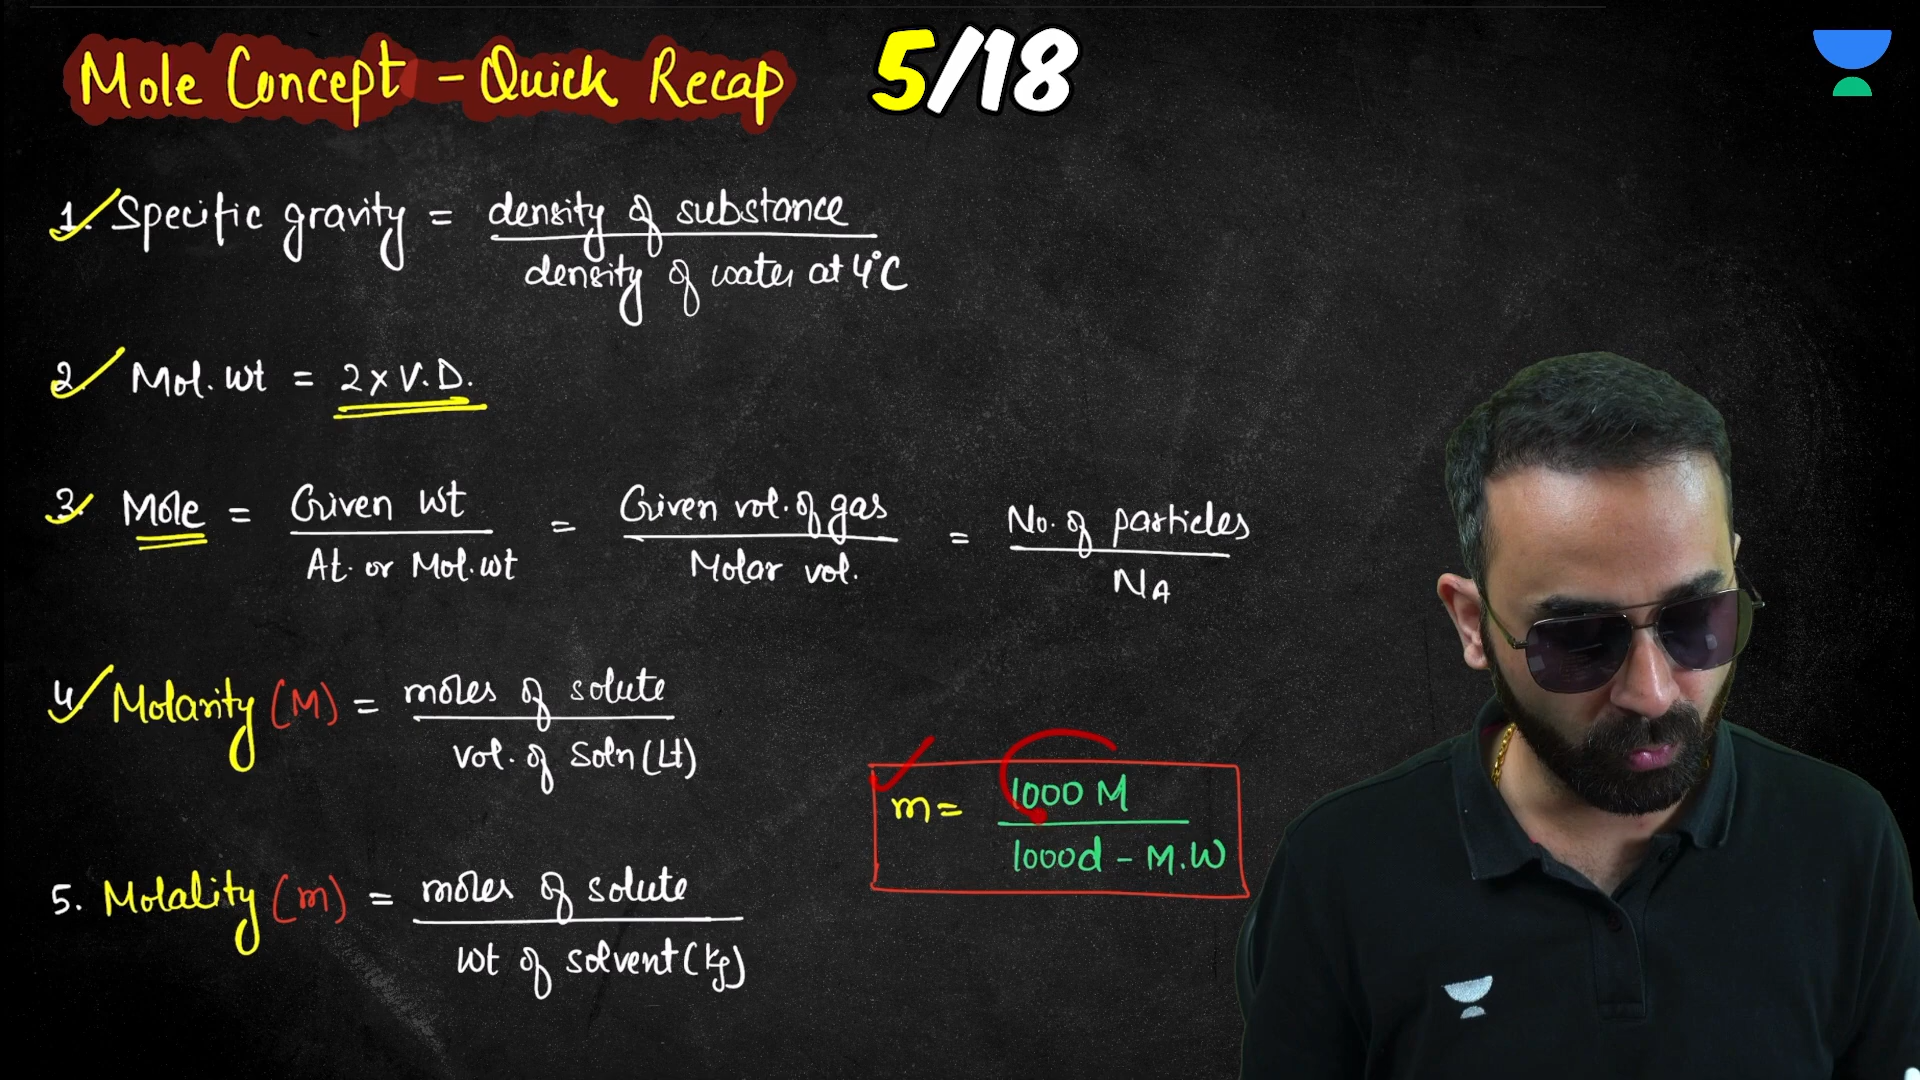 Mole Concept - Quick Recap 5/18
1. Specific gravity = density of substance / density of water at 4°C
2. Mol. wt = 2 x V.D.
3. Mole = Given wt / At. or Mol. wt = Given vol. of gas / Molar vol. = No. of particles / NA
4. Molarity (M) = moles of solute / vol. of soln (Lt)
m = 1000 M / 1000d - M.W
5. Molality (m) = moles of solute / wt of solvent (kg)